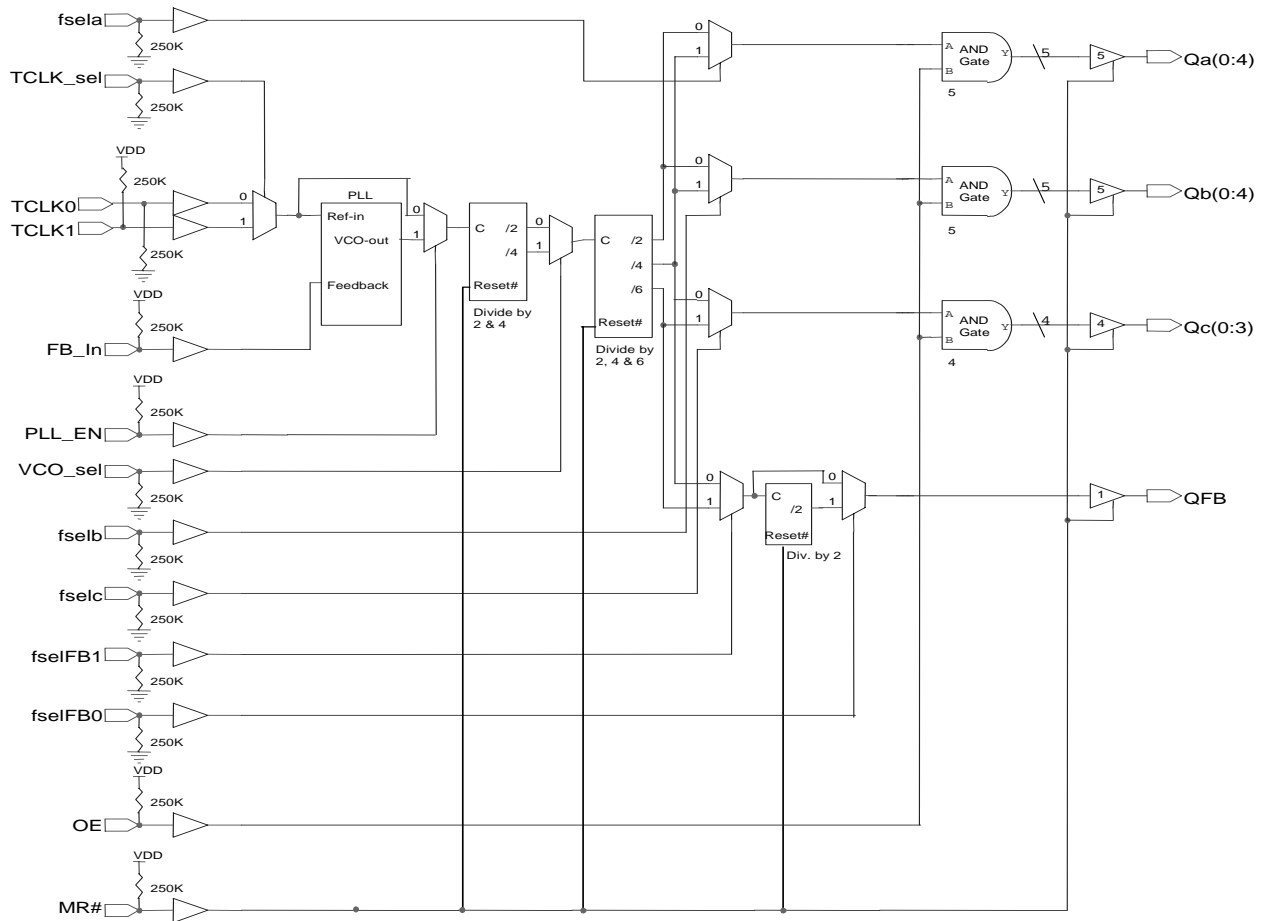 fsela
250K
TCLK_sel
250K
VDD
250K
TCLK0
TCLK1
250K
0
1
PLL
Ref-in
VCO-out
Feedback
0
1
C
/2
/4
Reset#
Divide by
2 & 4
0
1
C
/2
/4
/6
Reset#
Divide by
2, 4 & 6
0
1
A
B
AND
Gate
Y
5
5
5
Qa(0:4)
0
1
A
B
AND
Gate
Y
5
5
5
Qb(0:4)
0
1
A
B
AND
Gate
Y
4
4
4
Qc(0:3)
VDD
250K
FB_In
VDD
250K
PLL_EN
VCO_sel
250K
0
1
C
/2
Reset#
Div. by 2
0
1
1
QFB
fselb
250K
fselc
250K
fselFB1
250K
fselFB0
250K
VDD
250K
OE
VDD
250K
MR#